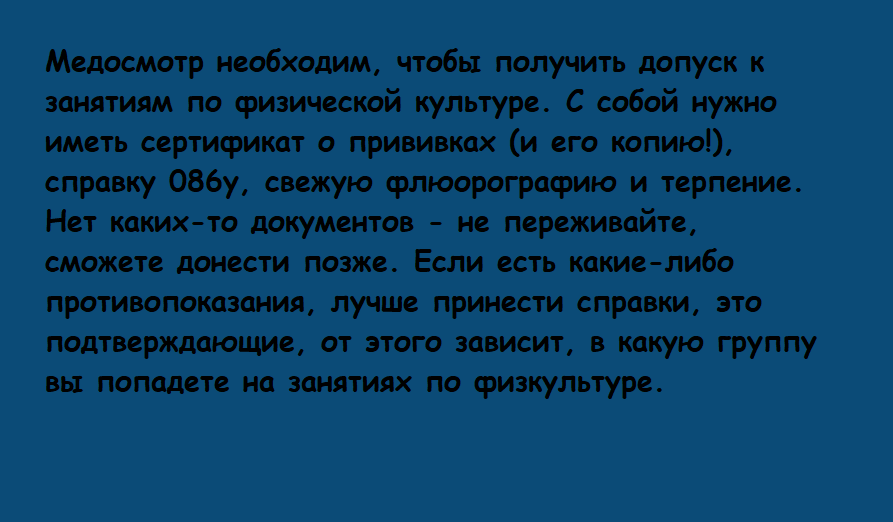 Медосмотр необходим, чтобы получить допуск к
занятиям по физической культуре. С собой нужно
иметь сертификат о прививках (и его копию!),
справку 086у, свежую флюорографию и терпение.
Нет каких-то документов - не переживайте,
сможете донести позже. Если есть какие-либо
противопоказания, лучше принести справки, это
подтверждающие, от этого зависит, в какую группу
вы попадете на занятиях по физкультуре.